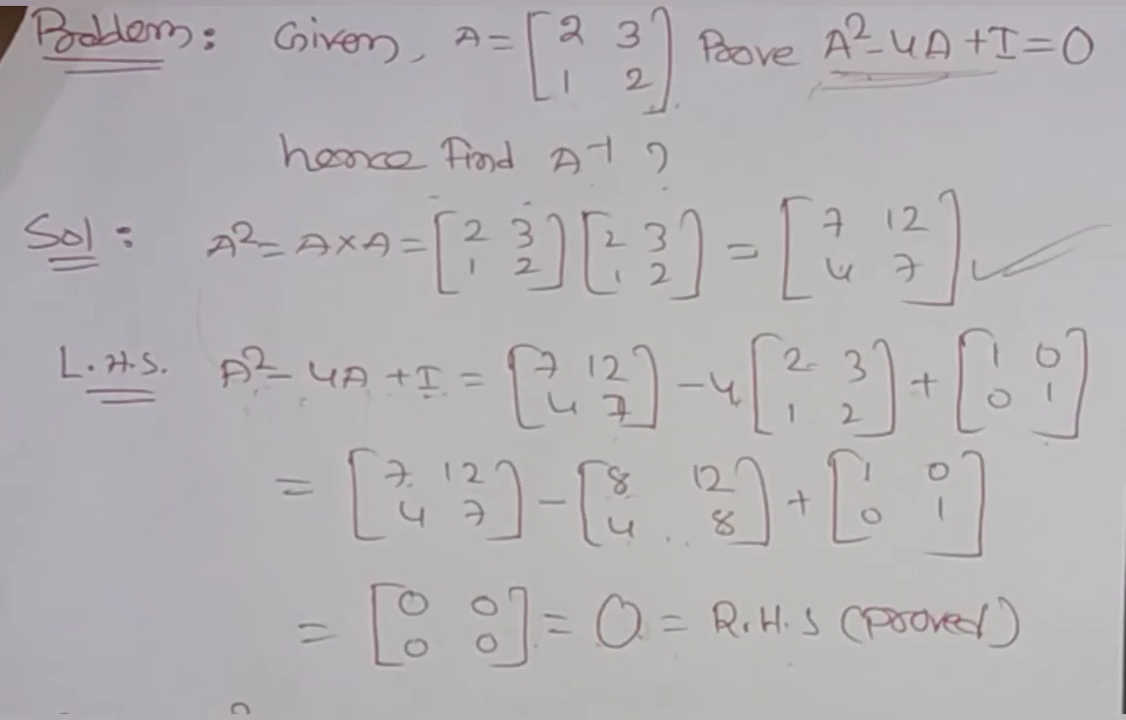 Problem: Given, A = [2 3; 1 2] Prove A² - 4A + I = 0
hence find A⁻¹ ?
Sol: A² = A × A = [2 3; 1 2] [2 3; 1 2] = [7 12; 4 7] ✓
L.H.S. A² - 4A + I = [7 12; 4 7] - 4 [2 3; 1 2] + [1 0; 0 1]
= [7 12; 4 7] - [8 12; 4 8] + [1 0; 0 1]
= [0 0; 0 0] = 0 = R.H.S (proved)